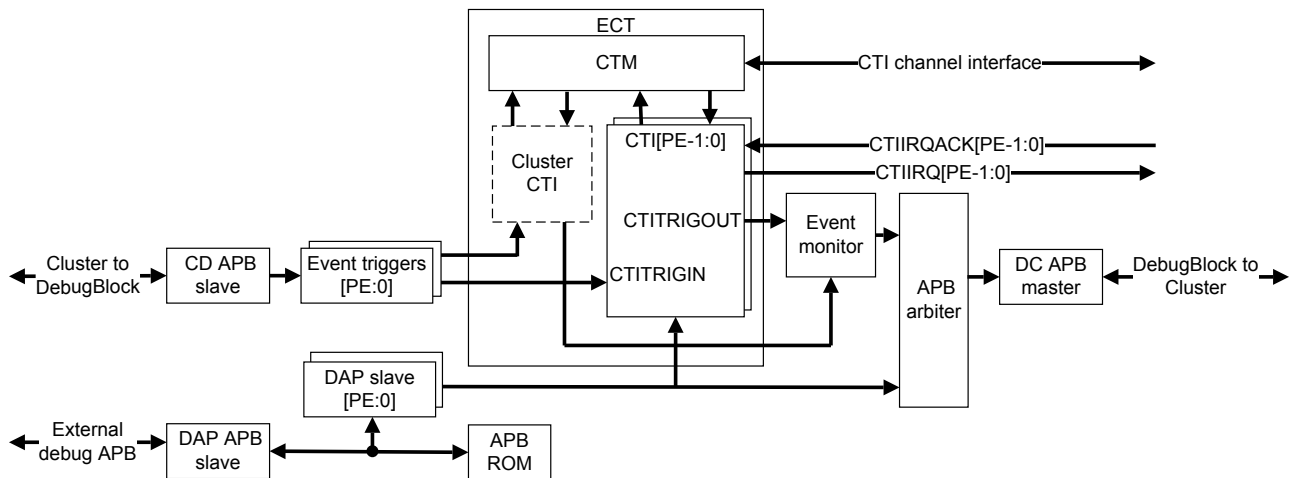 ECT
CTM
CTI channel interface
CTI[PE-1:0]
CTIIRQACK[PE-1:0]
Cluster
CTI
CTIIRQ[PE-1:0]
CTITRIGOUT
Event
monitor
Cluster to
DebugBlock
CD APB
slave
Event triggers
[PE:0]
CTITRIGIN
APB
arbiter
DC APB
master
DebugBlock to
Cluster
DAP slave
[PE:0]
External
debug APB
DAP APB
slave
APB
ROM